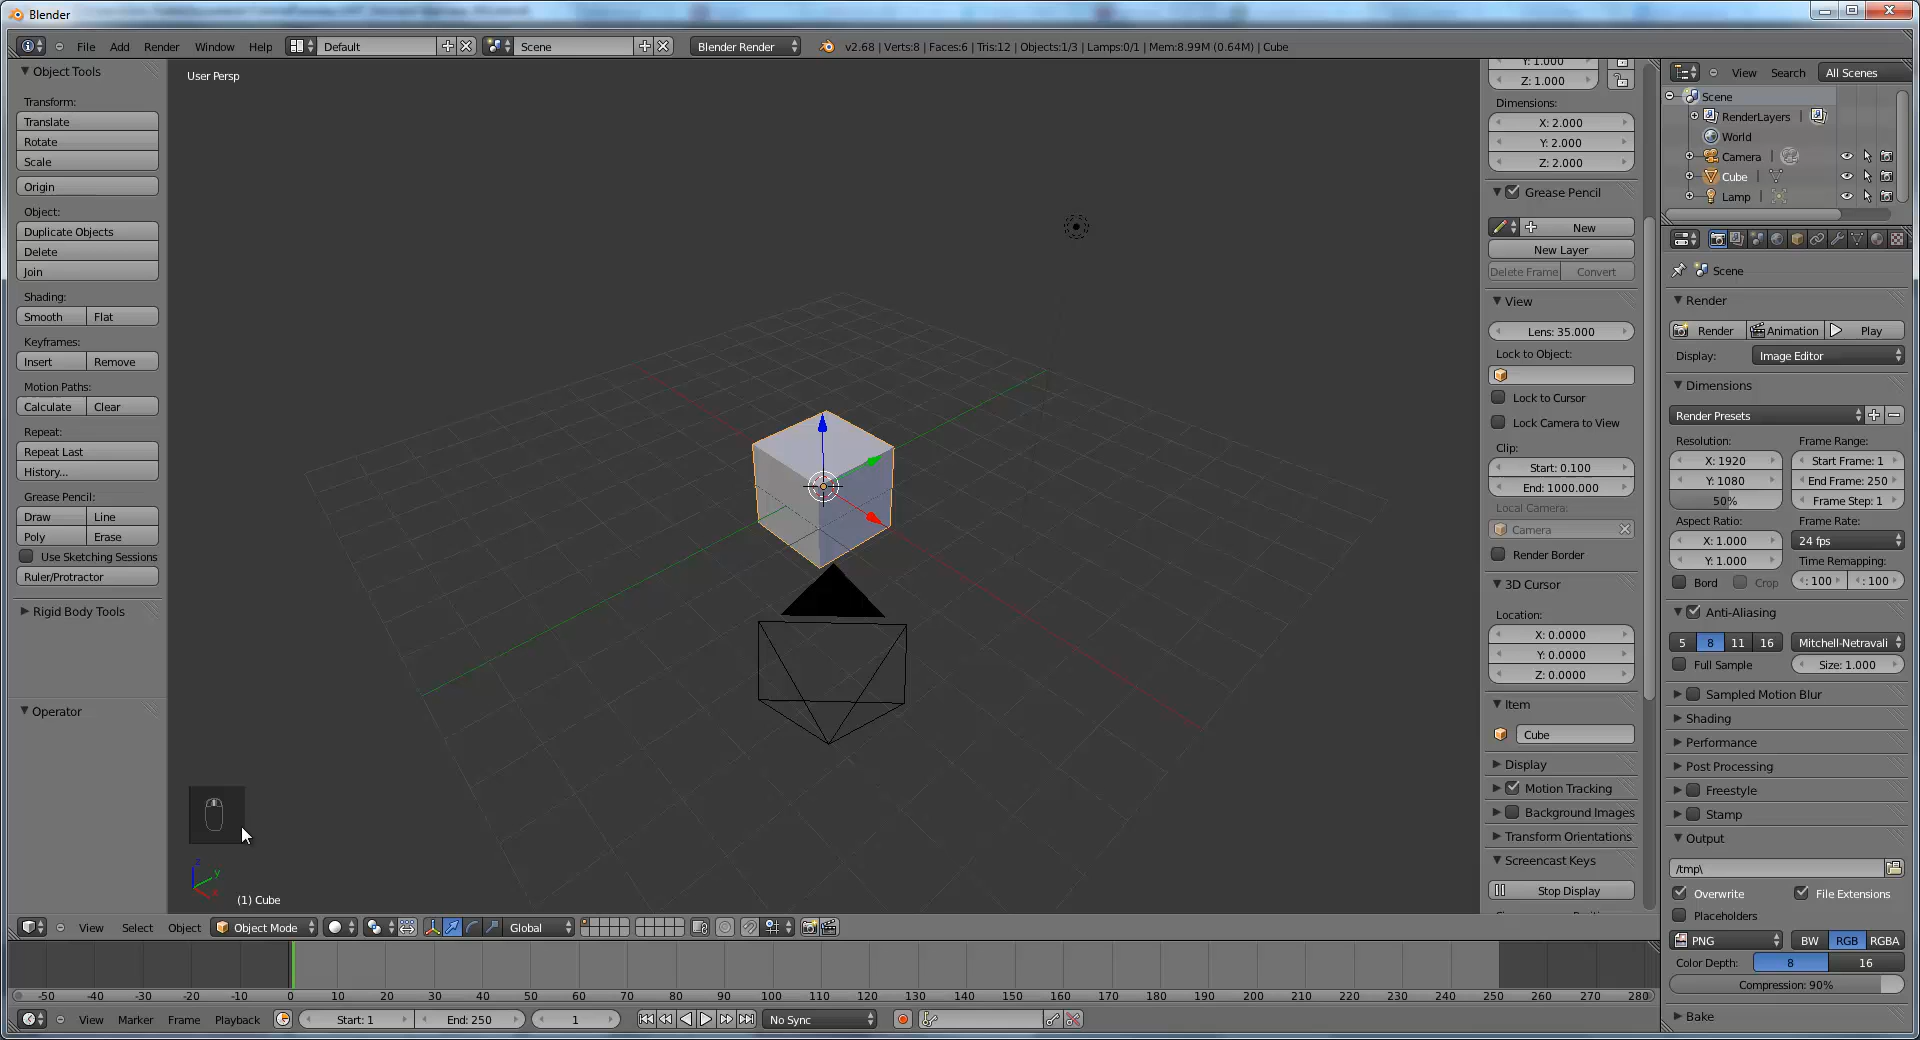 Blender
File Add Render Window Help Default Scene Blender Render v2.68 | Verts:8 | Faces:6 | Tris:12 | Objects:1/3 | Lamps:0/1 | Mem:8.99M (0.64M) | Cube
Object Tools
Transform:
Translate
Rotate
Scale
Origin
Object:
Duplicate Objects
Delete
Join
Shading:
Smooth Flat
Keyframes:
Insert Remove
Motion Paths:
Calculate Clear
Repeat:
Repeat Last
History...
Grease Pencil:
Draw Line
Poly Erase
Use Sketching Sessions
Ruler/Protractor
Rigid Body Tools
Operator
User Persp
z
y
x
(1) Cube
Y: 1.000
Z: 1.000
Dimensions:
X: 2.000
Y: 2.000
Z: 2.000
Grease Pencil
New
New Layer
Delete Frame Convert
View
Lens: 35.000
Lock to Object:
Lock to Cursor
Lock Camera to View
Clip:
Start: 0.100
End: 1000.000
Local Camera:
Camera
Render Border
3D Cursor
Location:
X: 0.0000
Y: 0.0000
Z: 0.0000
Item
Cube
Display
Motion Tracking
Background Images
Transform Orientations
Screencast Keys
Stop Display
View Search All Scenes
Scene
RenderLayers
World
Camera
Cube
Lamp
Scene
Render
Render Animation Play
Display: Image Editor
Dimensions
Render Presets
Resolution: Frame Range:
X: 1920 Start Frame: 1
Y: 1080 End Frame: 250
50% Frame Step: 1
Aspect Ratio: Frame Rate:
X: 1.000 24 fps
Y: 1.000 Time Remapping:
Bord Crop : 100 : 100
Anti-Aliasing
5 8 11 16 Mitchell-Netravali
Full Sample Size: 1.000
Sampled Motion Blur
Shading
Performance
Post Processing
Freestyle
Stamp
Output
/tmp\
Overwrite File Extensions
Placeholders
PNG BW RGB RGBA
Color Depth: 8 16
Compression: 90%
Bake
View Select Object Object Mode Global
-50 -40 -30 -20 -10 0 10 20 30 40 50 60 70 80 90 100 110 120 130 140 150 160 170 180 190 200 210 220 230 240 250 260 270 280
View Marker Frame Playback Start: 1 End: 250 1 No Sync